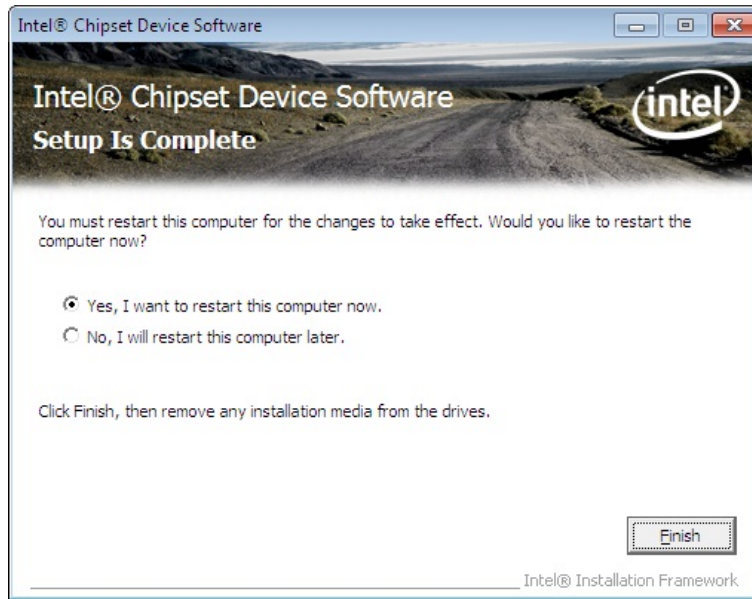 Intel® Chipset Device Software
Intel® Chipset Device Software
intel
Setup Is Complete
You must restart this computer for the changes to take effect. Would you like to restart the
computer now?
Yes, I want to restart this computer now.
No, I will restart this computer later.
Click Finish, then remove any installation media from the drives.
Finish
Intel® Installation Framework